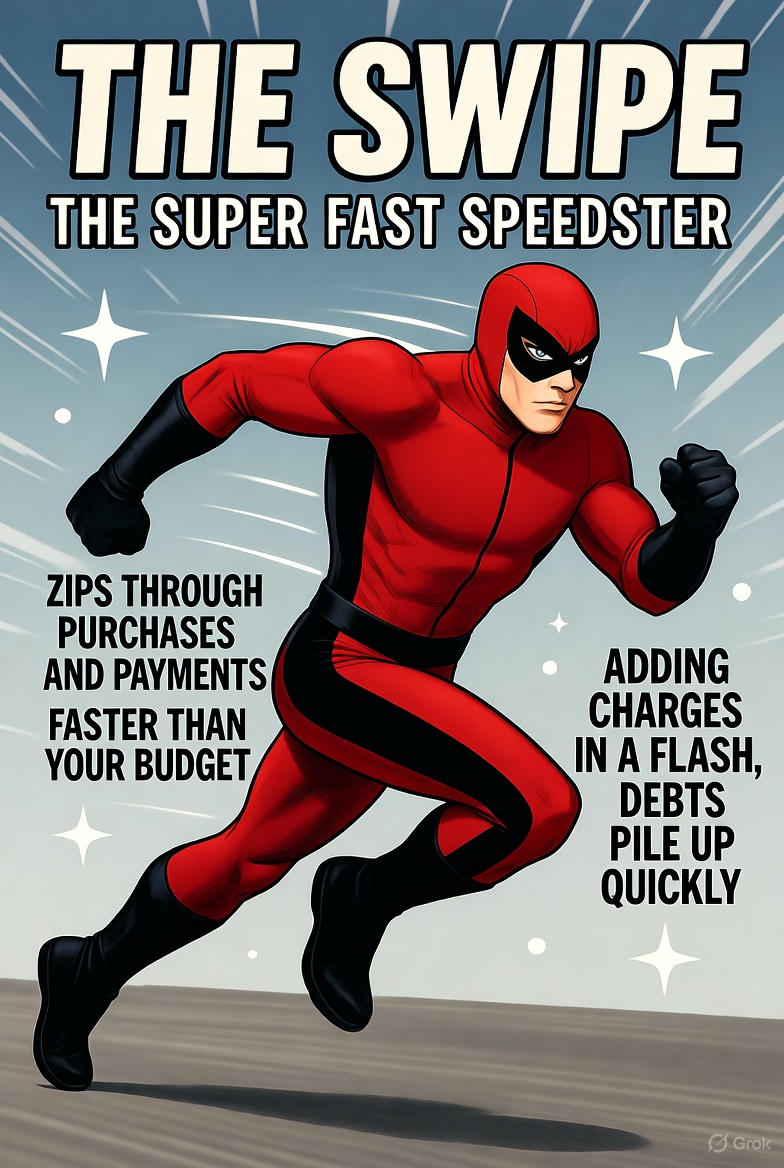 THE SWIPE
THE SUPER FAST SPEEDSTER
ZIPS THROUGH
PURCHASES
AND PAYMENTS
FASTER THAN
YOUR BUDGET
ADDING
CHARGES
IN A FLASH,
DEBTS
PILE UP
QUICKLY
Grok